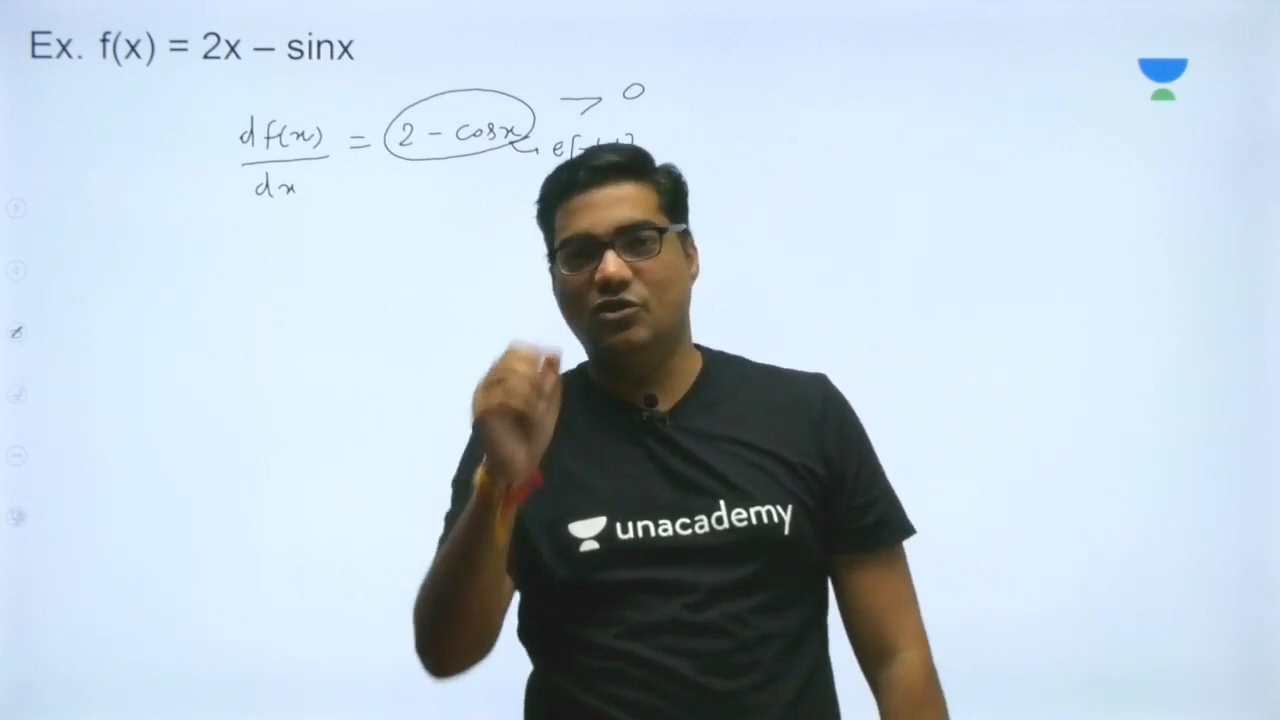 Ex. f(x) = 2x – sinx
df(x)/dx = 2 - cosx > 0
unacademy